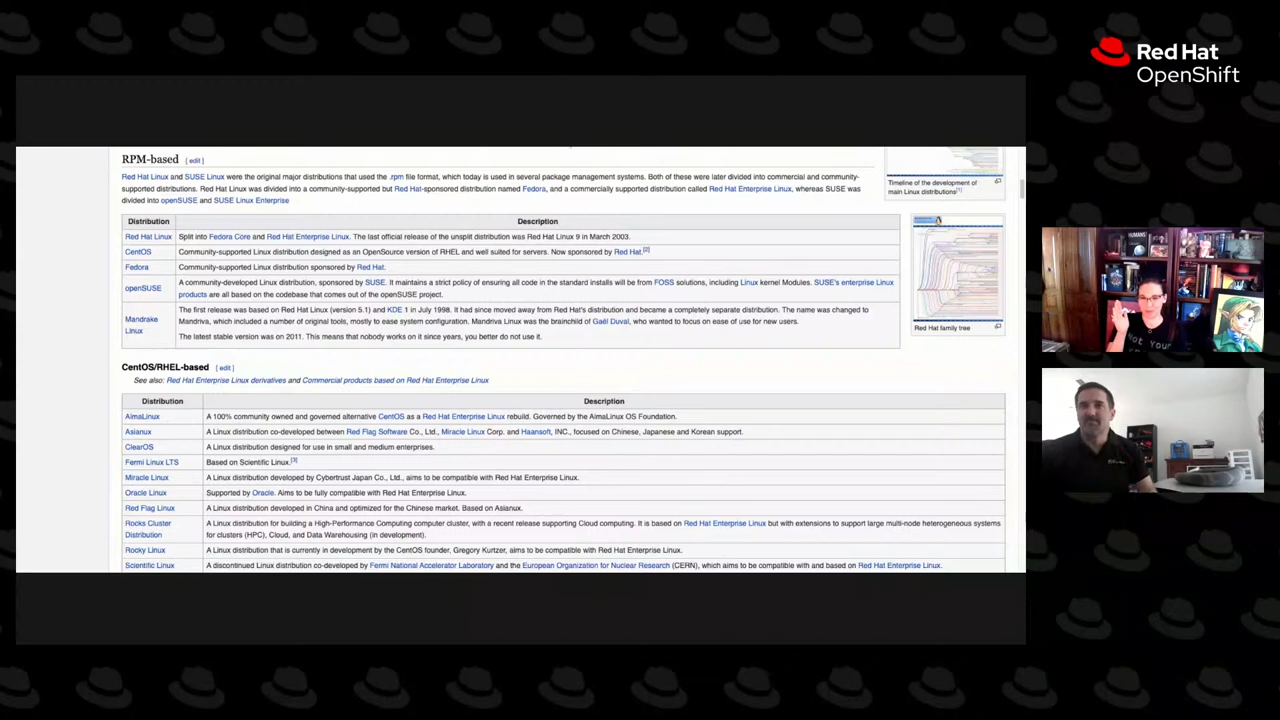 Red Hat
OpenShift
RPM-based [ edit ]
Red Hat Linux and SUSE Linux were the original major distributions that used the .rpm file format, which today is used in several package management systems. Both of these were later divided into commercial and community-
supported distributions. Red Hat Linux was divided into a community-supported but Red Hat-sponsored distribution named Fedora, and a commercially supported distribution called Red Hat Enterprise Linux, whereas SUSE was
divided into openSUSE and SUSE Linux Enterprise
Timeline of the development of
main Linux distributions[1]
Distribution Description
Red Hat Linux Split into Fedora Core and Red Hat Enterprise Linux. The last official release of the unsplit distribution was Red Hat Linux 9 in March 2003.
CentOS Community-supported Linux distribution designed as an OpenSource version of RHEL and well suited for servers. Now sponsored by Red Hat.[2]
Fedora Community-supported Linux distribution sponsored by Red Hat.
openSUSE A community-developed Linux distribution, sponsored by SUSE. It maintains a strict policy of ensuring all code in the standard installs will be from FOSS solutions, including Linux kernel Modules. SUSE's enterprise Linux
products are all based on the codebase that comes out of the openSUSE project.
Mandrake
Linux
The first release was based on Red Hat Linux (version 5.1) and KDE 1 in July 1998. It had since moved away from Red Hat's distribution and became a completely separate distribution. The name was changed to
Mandriva, which included a number of original tools, mostly to ease system configuration. Mandriva Linux was the brainchild of Gaël Duval, who wanted to focus on ease of use for new users.
The latest stable version was on 2011. This means that nobody works on it since years, you better do not use it.
Red Hat family tree
CentOS/RHEL-based [ edit ]
See also: Red Hat Enterprise Linux derivatives and Commercial products based on Red Hat Enterprise Linux
Distribution Description
AlmaLinux A 100% community owned and governed alternative CentOS as a Red Hat Enterprise Linux rebuild. Governed by the AlmaLinux OS Foundation.
Asianux A Linux distribution co-developed between Red Flag Software Co., Ltd., Miracle Linux Corp. and Haansoft, INC., focused on Chinese, Japanese and Korean support.
ClearOS A Linux distribution designed for use in small and medium enterprises.
Fermi Linux LTS Based on Scientific Linux.[3]
Miracle Linux A Linux distribution developed by Cybertrust Japan Co., Ltd., aims to be compatible with Red Hat Enterprise Linux.
Oracle Linux Supported by Oracle. Aims to be fully compatible with Red Hat Enterprise Linux.
Red Flag Linux A Linux distribution developed in China and optimized for the Chinese market. Based on Asianux.
Rocks Cluster
Distribution
A Linux distribution for building a High-Performance Computing computer cluster, with a recent release supporting Cloud computing. It is based on Red Hat Enterprise Linux but with extensions to support large multi-node heterogeneous systems
for clusters (HPC), Cloud, and Data Warehousing (in development).
Rocky Linux A Linux distribution that is currently in development by the CentOS founder, Gregory Kurtzer, aims to be compatible with Red Hat Enterprise Linux.
Scientific Linux A discontinued Linux distribution co-developed by Fermi National Accelerator Laboratory and the European Organization for Nuclear Research (CERN), which aims to be compatible with and based on Red Hat Enterprise Linux.
HUMANS
Not Your